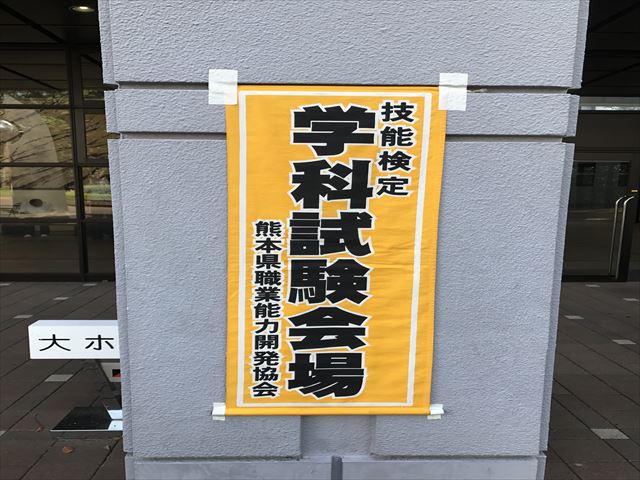 技能検定
学科試験会場
熊本県職業能力開発協会
大ホ